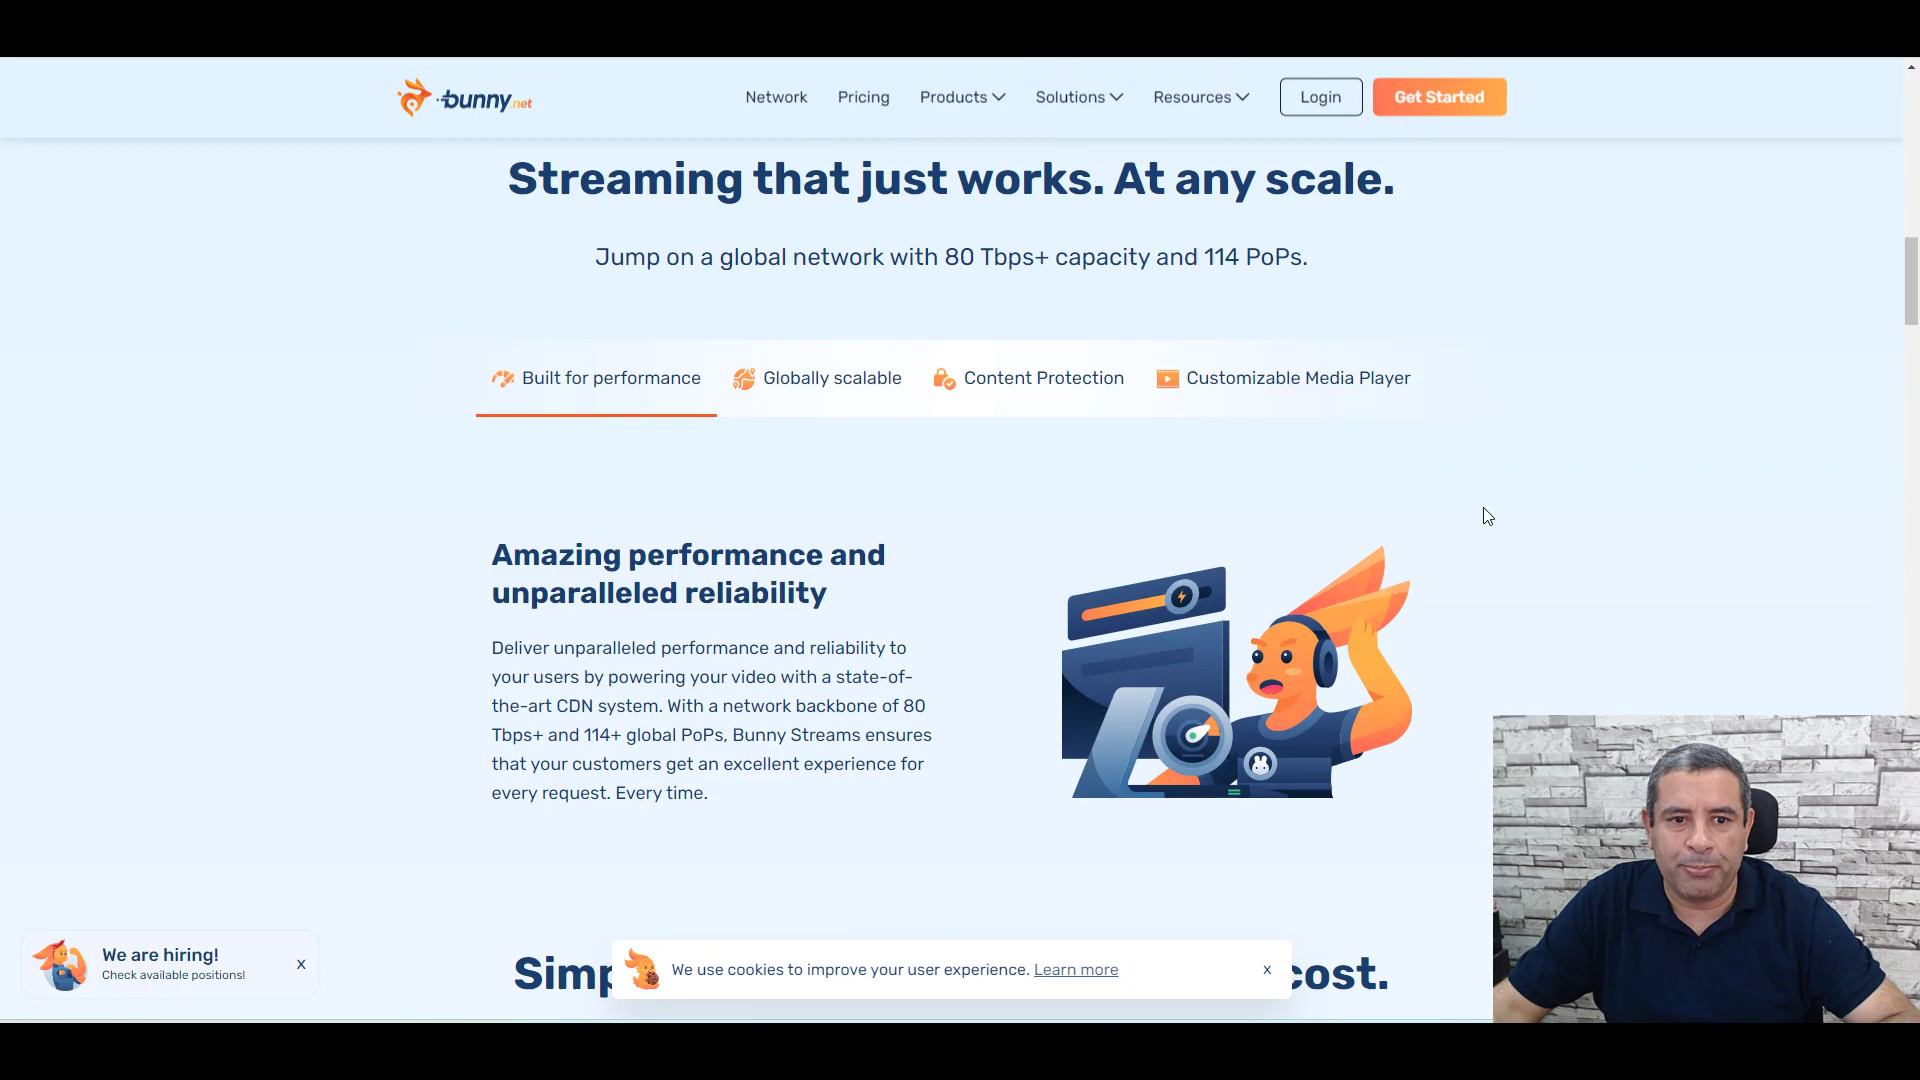 bunny.net
Network
Pricing
Products
Solutions
Resources
Login
Get Started
Streaming that just works. At any scale.
Jump on a global network with 80 Tbps+ capacity and 114 PoPs.
Built for performance
Globally scalable
Content Protection
Customizable Media Player
Amazing performance and
unparalleled reliability
Deliver unparalleled performance and reliability to
your users by powering your video with a state-of-
the-art CDN system. With a network backbone of 80
Tbps+ and 114+ global PoPs, Bunny Streams ensures
that your customers get an excellent experience for
every request. Every time.
We are hiring!
Check available positions!
x
We use cookies to improve your user experience. Learn more
x
cost.